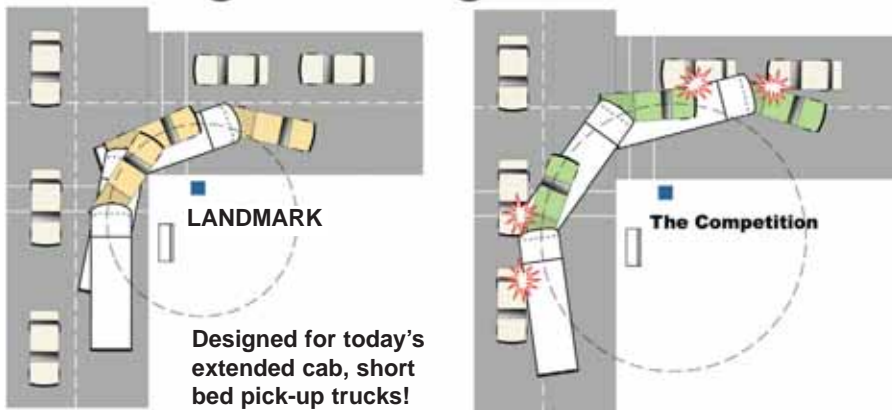 LANDMARK
The Competition
Designed for today's
extended cab, short
bed pick-up trucks!